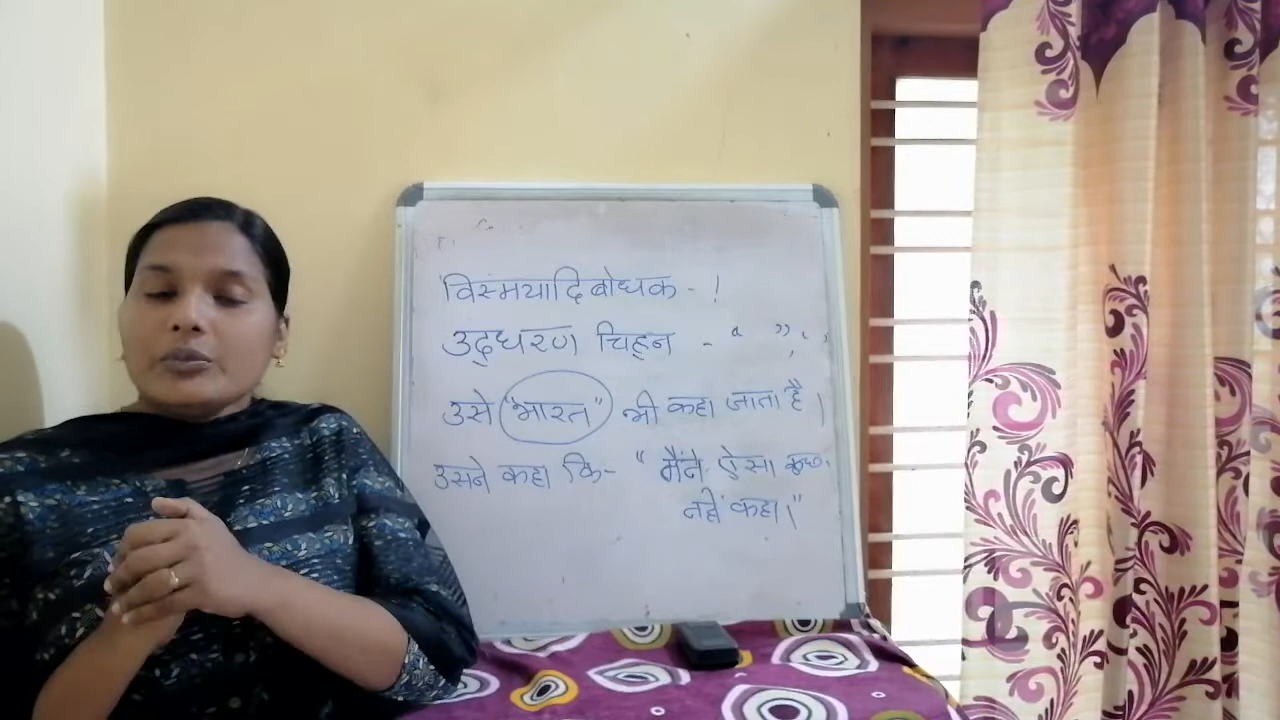 विस्मयादिबोधक - !
उद्धरण चिह्न - “ ” , ‘ ’
उसे "भारत" भी कहा जाता है।
उसने कहा कि- " मैंने ऐसा कुछ
नहीं कहा।"